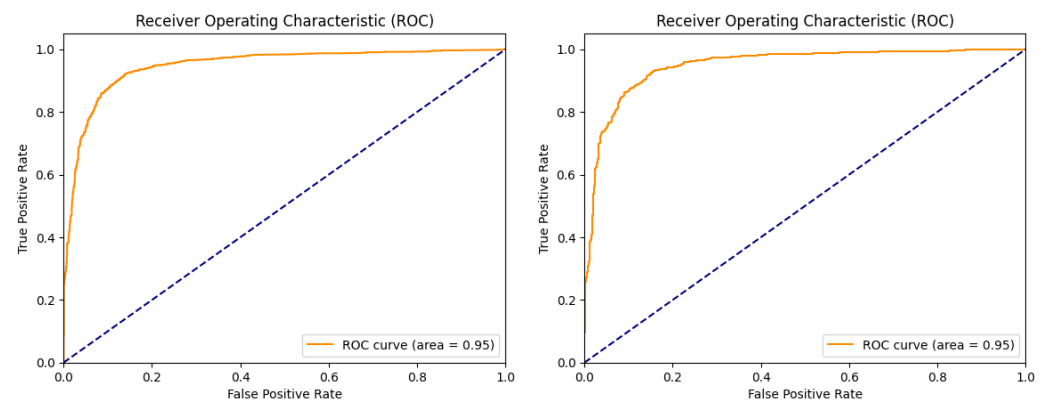 Receiver Operating Characteristic (ROC)
1.0
0.8
0.6
0.4
0.2
0.0
True Positive Rate
ROC curve (area = 0.95)
0.0 0.2 0.4 0.6 0.8 1.0
False Positive Rate
Receiver Operating Characteristic (ROC)
1.0
0.8
0.6
0.4
0.2
0.0
True Positive Rate
ROC curve (area = 0.95)
0.0 0.2 0.4 0.6 0.8 1.0
False Positive Rate